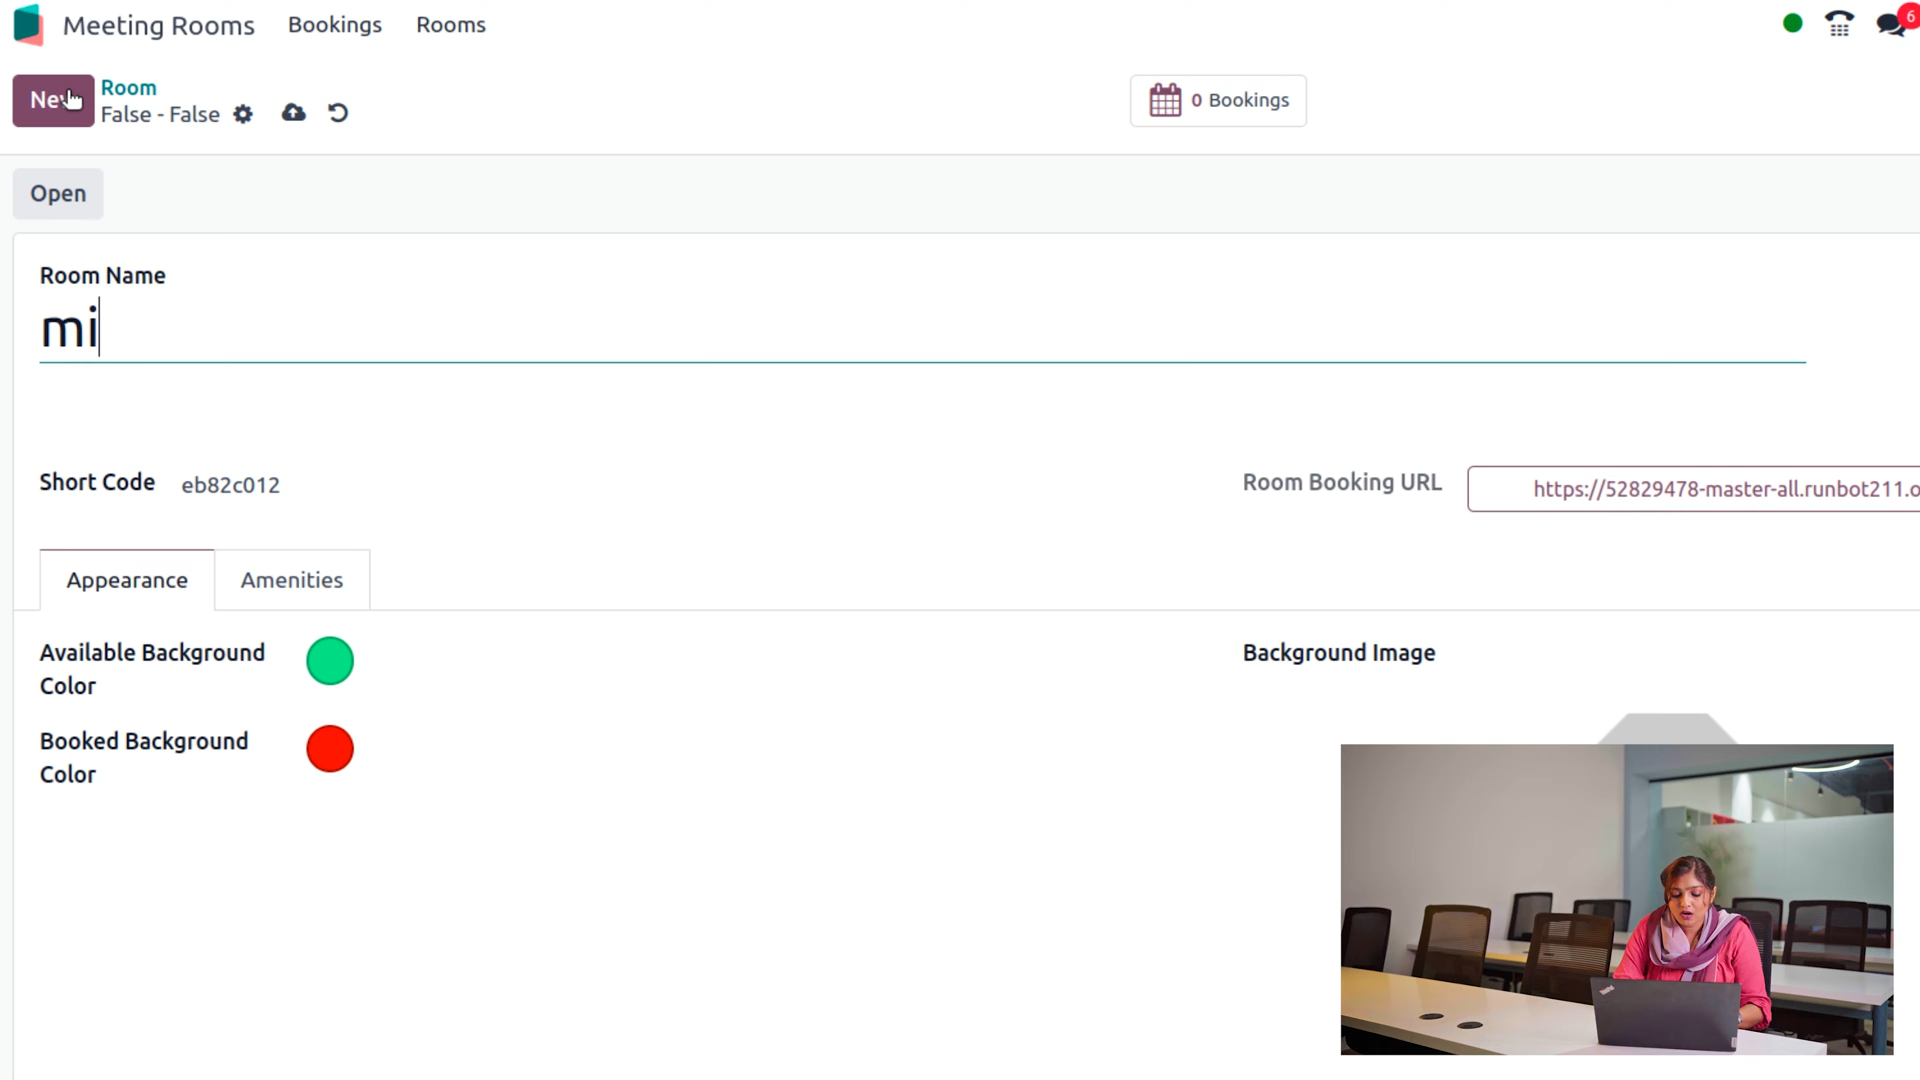 Meeting Rooms Bookings Rooms
6
New Room
False - False
0 Bookings
Open
Room Name
mi
Short Code eb82c012
Room Booking URL https://52829478-master-all.runbot211.o
Appearance Amenities
Available Background
Color
Background Image
Booked Background
Color